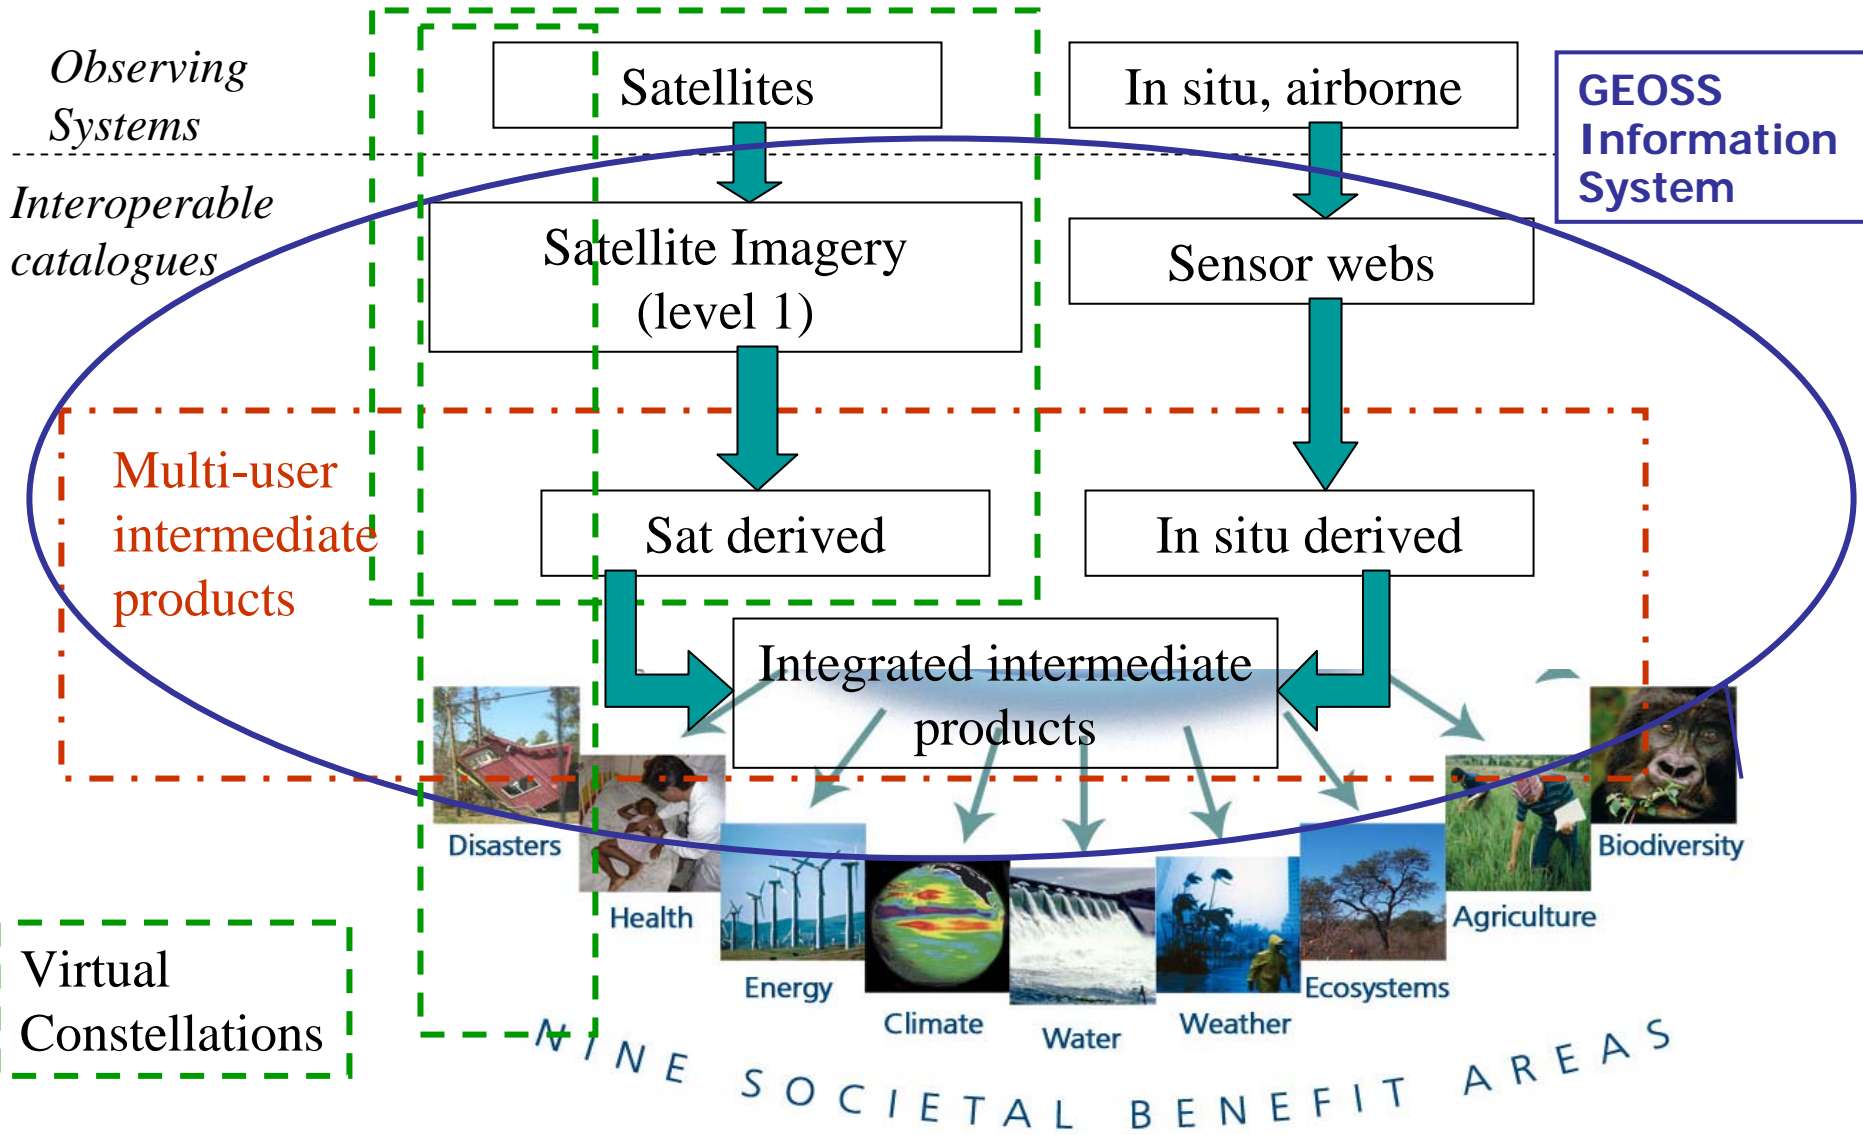 Observing
Systems
Satellites
In situ, airborne
GEOSS
Information
System
Interoperable
catalogues
Satellite Imagery
(level 1)
Sensor webs
Multi-user
intermediate
products
Sat derived
In situ derived
Integrated intermediate
products
Disasters
Health
Energy
Climate
Water
Weather
Ecosystems
Agriculture
Biodiversity
Virtual
Constellations
NINE SOCIETAL BENEFIT AREAS